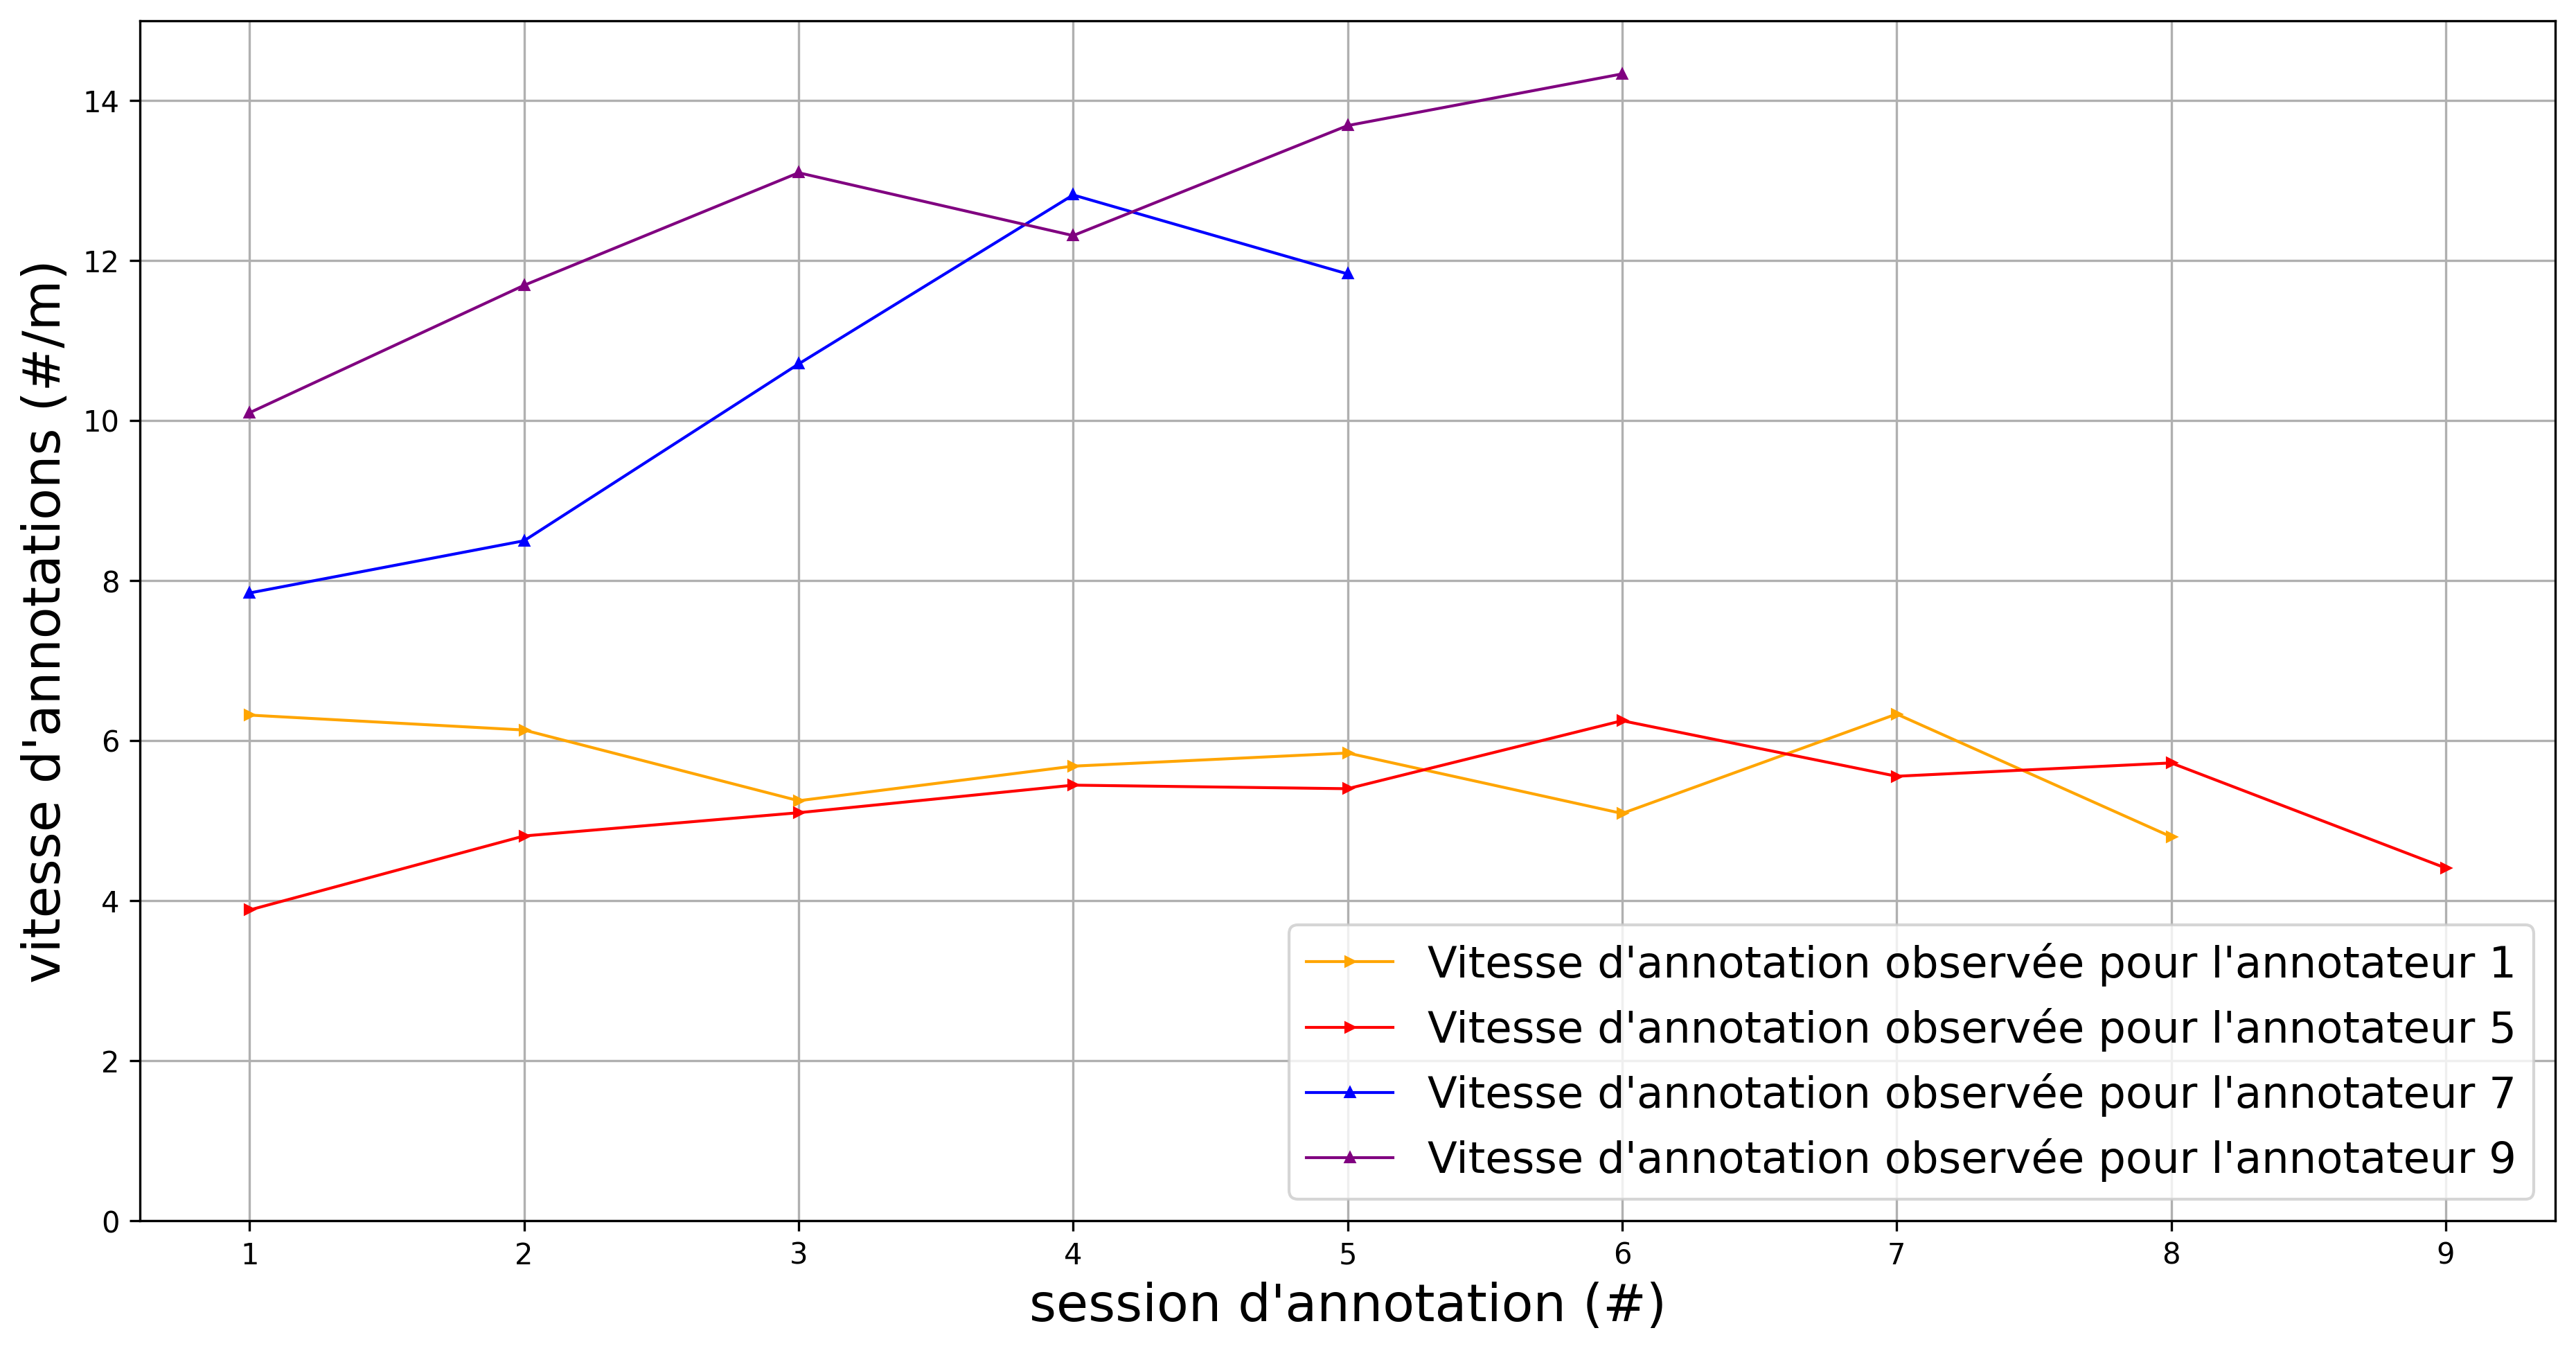 14
12
10
8
6
4
2
0
vitesse d'annotations (#/m)
Vitesse d'annotation observée pour l'annotateur 1
Vitesse d'annotation observée pour l'annotateur 5
Vitesse d'annotation observée pour l'annotateur 7
Vitesse d'annotation observée pour l'annotateur 9
1 2 3 4 5 6 7 8 9
session d'annotation (#)